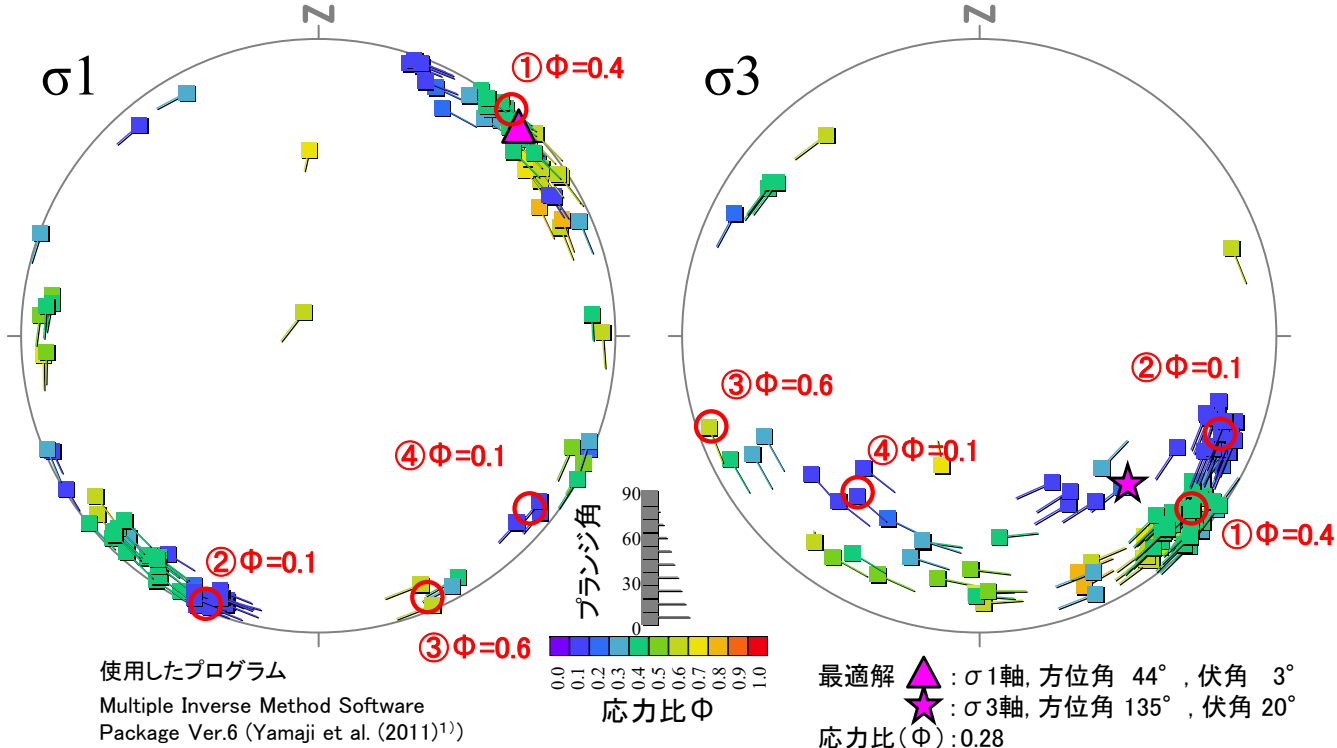 N
N
σ1
①Φ=0.4
σ3
②Φ=0.1
③Φ=0.6
④Φ=0.1
④Φ=0.1
①Φ=0.4
②Φ=0.1
③Φ=0.6
プランジ角
90
60
30
0
0.0 0.1 0.2 0.3 0.4 0.5 0.6 0.7 0.8 0.9 1.0
応力比Φ
使用したプログラム
Multiple Inverse Method Software
Package Ver.6 (Yamaji et al. (2011)1))
最適解 : σ1軸, 方位角 44° , 伏角 3°
: σ3軸, 方位角 135° , 伏角 20°
応力比(Φ) : 0.28